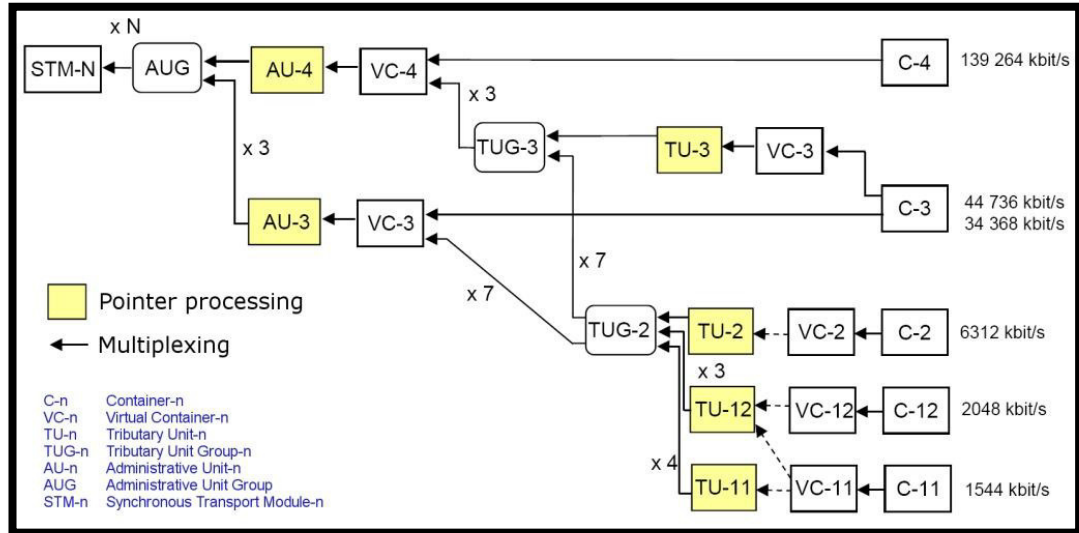 x N
STM-N
AUG
AU-4
VC-4
C-4
139 264 kbit/s
x 3
x 3
TUG-3
TU-3
VC-3
AU-3
VC-3
C-3
44 736 kbit/s
34 368 kbit/s
x 7
x 7
Pointer processing
Multiplexing
TUG-2
TU-2
VC-2
C-2
6312 kbit/s
x 3
TU-12
VC-12
C-12
2048 kbit/s
x 4
TU-11
VC-11
C-11
1544 kbit/s
C-n Container-n
VC-n Virtual Container-n
TU-n Tributary Unit-n
TUG-n Tributary Unit Group-n
AU-n Administrative Unit-n
AUG Administrative Unit Group
STM-n Synchronous Transport Module-n